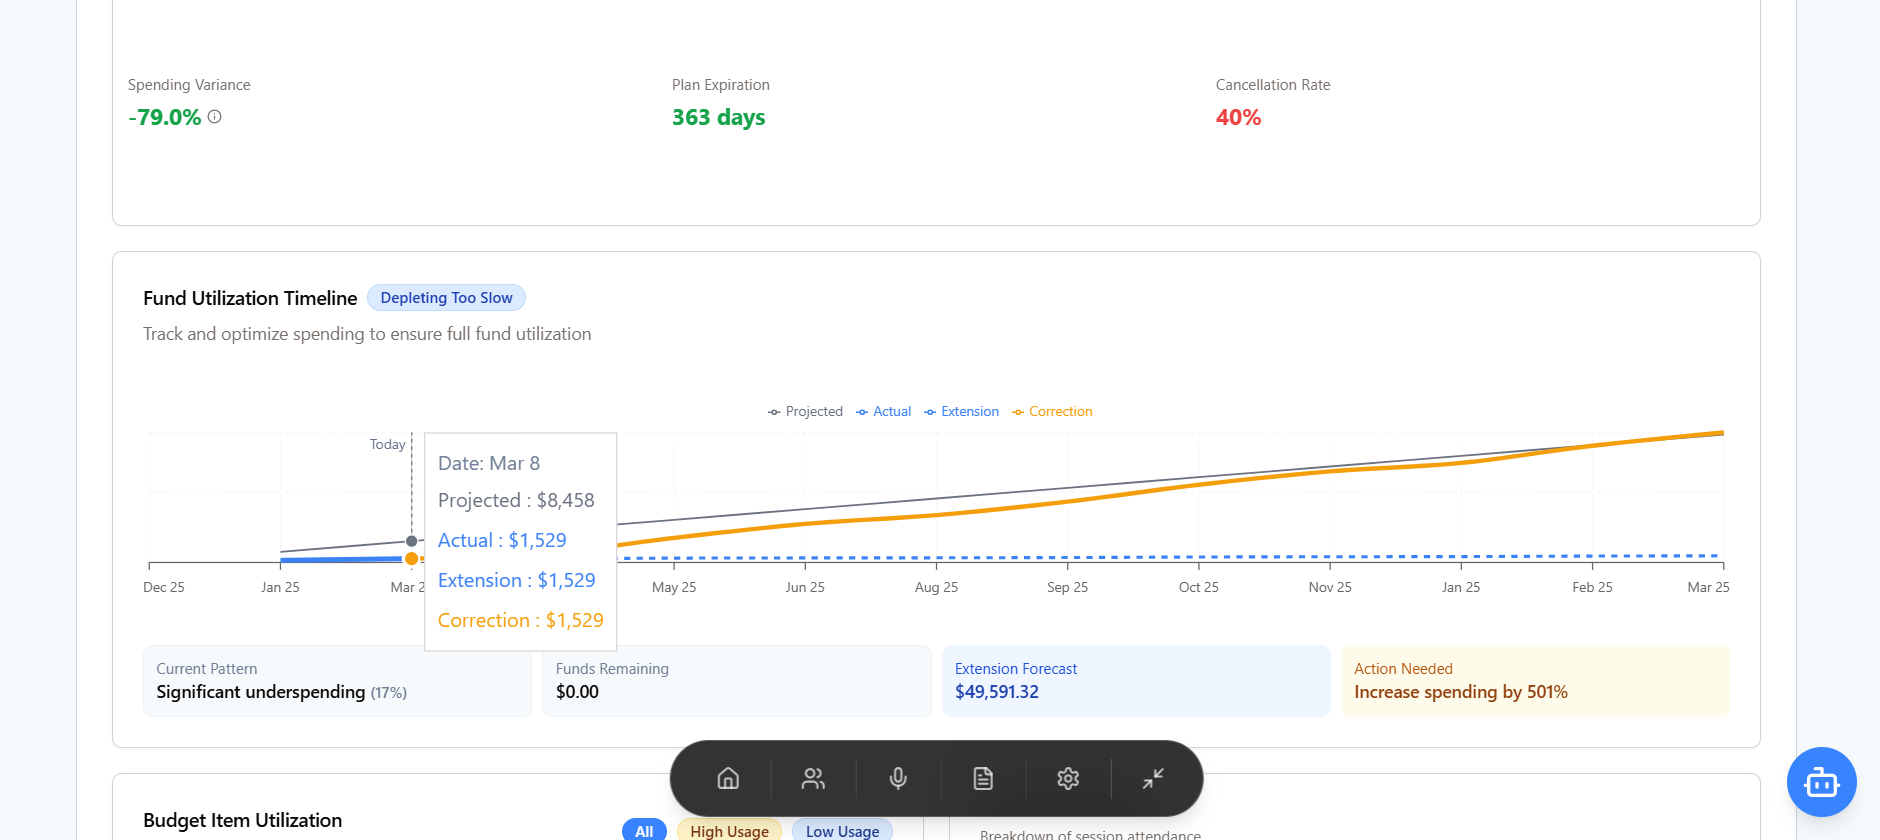 Spending Variance
-79.0%
Plan Expiration
363 days
Cancellation Rate
40%
Fund Utilization Timeline
Depleting Too Slow
Track and optimize spending to ensure full fund utilization
Projected Actual Extension Correction
Today
Date: Mar 8
Projected : $8,458
Actual : $1,529
Extension : $1,529
Correction : $1,529
Dec 25 Jan 25 Mar 2 May 25 Jun 25 Aug 25 Sep 25 Oct 25 Nov 25 Jan 25 Feb 25 Mar 25
Current Pattern
Significant underspending (17%)
Funds Remaining
$0.00
Extension Forecast
$49,591.32
Action Needed
Increase spending by 501%
Budget Item Utilization
All High Usage Low Usage
Breakdown of session attendance